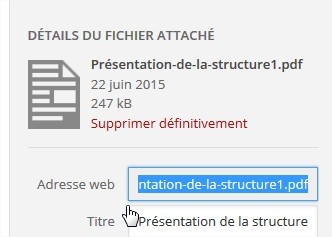 DÉTAILS DU FICHIER ATTACHÉ
Présentation-de-la-structure1.pdf
22 juin 2015
247 kB
Supprimer définitivement
Adresse web ntation-de-la-structure1.pdf
Titre Présentation de la structure